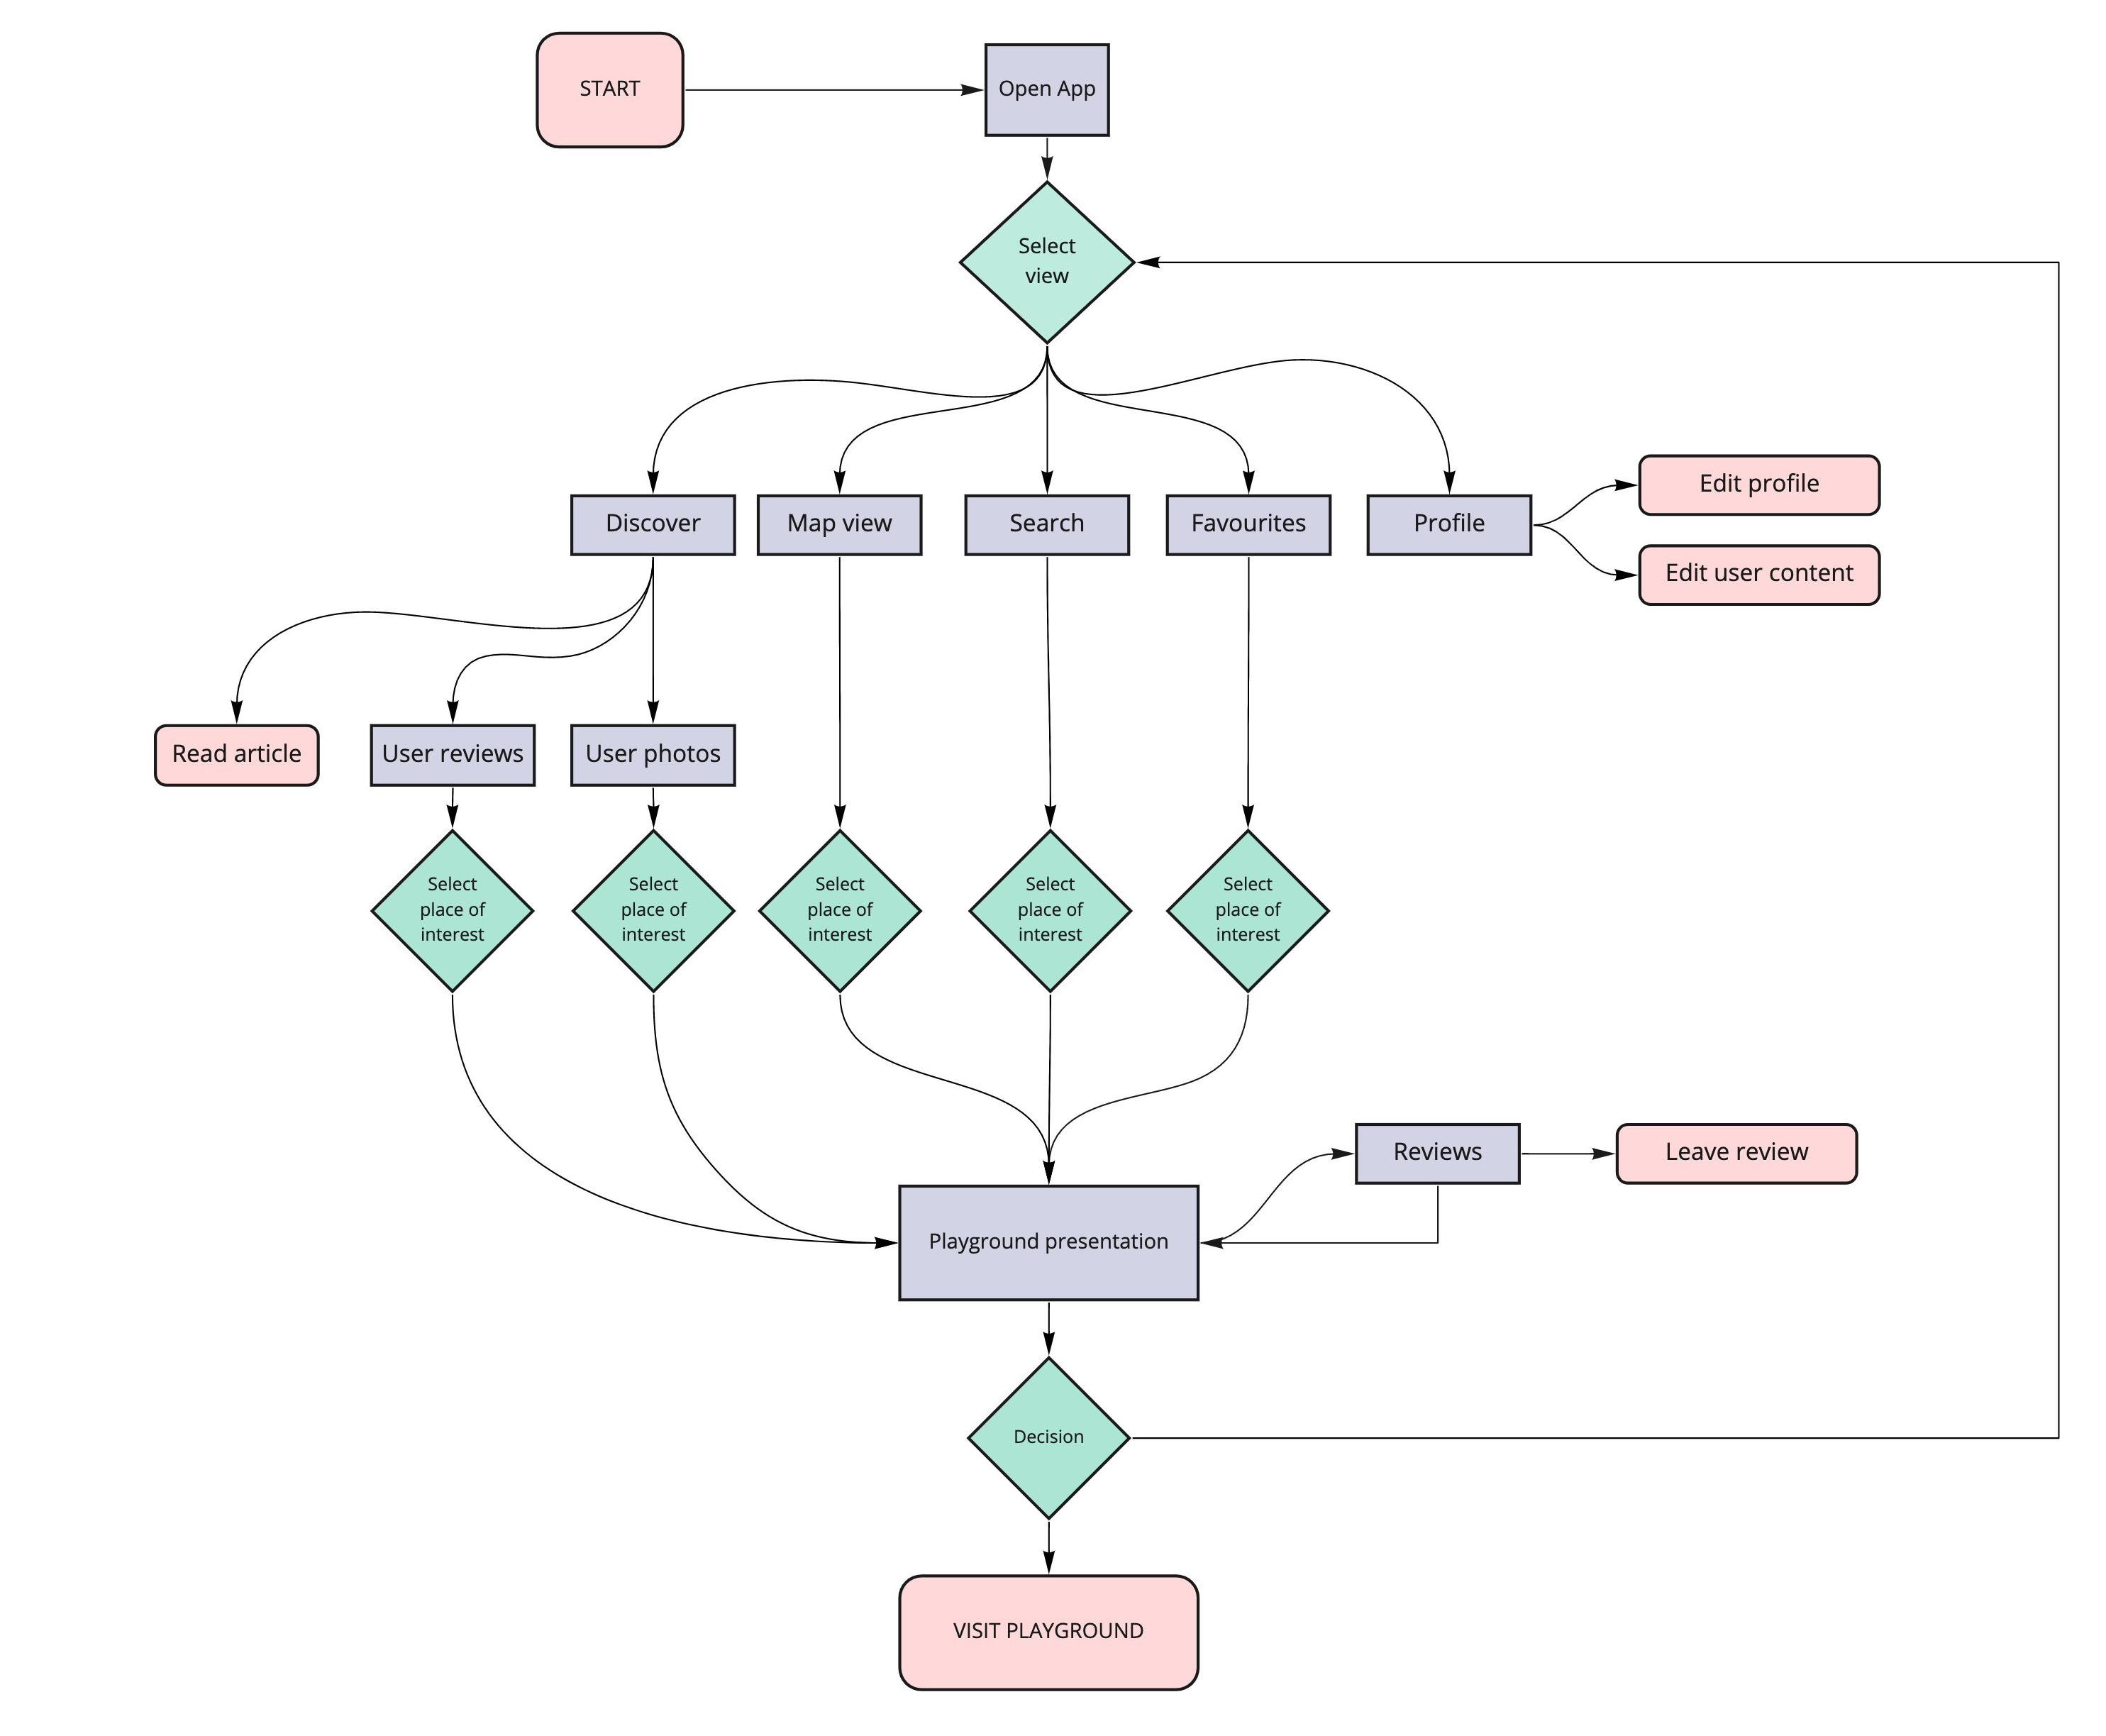 START
Open App
Select
view
Discover
Map view
Search
Favourites
Profile
Edit profile
Edit user content
Read article
User reviews
User photos
Select
place of
interest
Select
place of
interest
Select
place of
interest
Select
place of
interest
Select
place of
interest
Reviews
Leave review
Playground presentation
Decision
VISIT PLAYGROUND